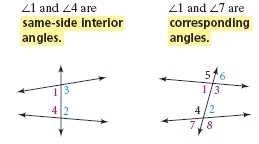 ∠1 and ∠4 are
same-side interior
angles.
1 3
4 2
∠1 and ∠7 are
corresponding
angles.
5 6
1 3
4 2
7 8